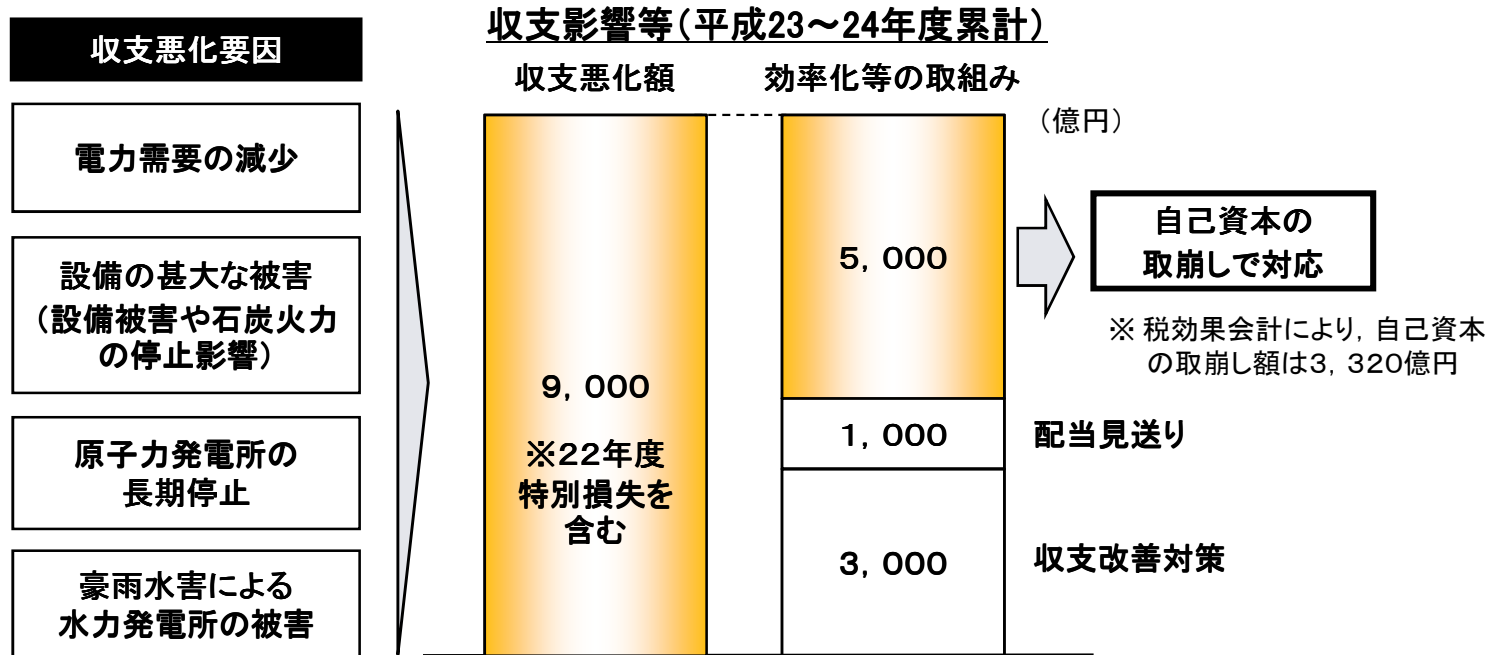 収支影響等（平成23～24年度累計）
収支悪化要因
電力需要の減少
設備の甚大な被害
（設備被害や石炭火力
の停止影響）
原子力発電所の
長期停止
豪雨水害による
水力発電所の被害
収支悪化額
9，000
※22年度
特別損失を
含む
効率化等の取組み
（億円）
5，000
1，000
3，000
自己資本の
取崩しで対応
※ 税効果会計により，自己資本
の取崩し額は3，320億円
配当見送り
収支改善対策